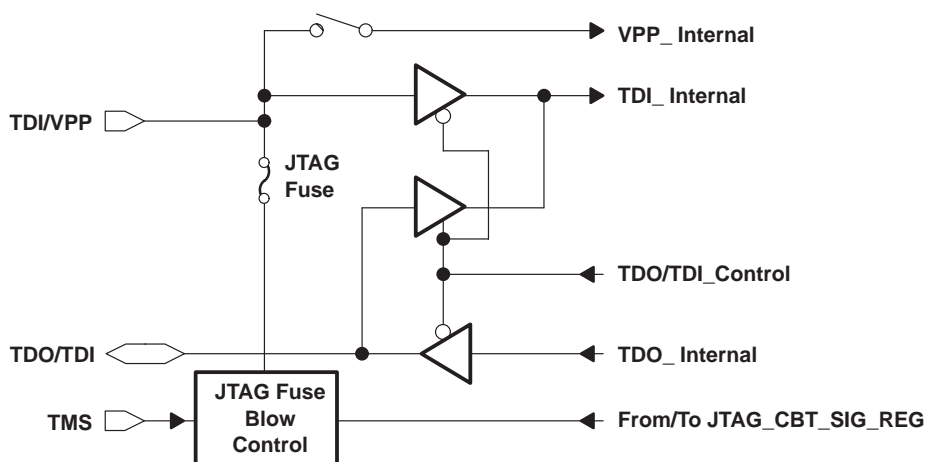 VPP_ Internal
TDI_ Internal
TDI/VPP
JTAG
Fuse
TDO/TDI_Control
TDO/TDI
TDO_ Internal
JTAG Fuse
Blow
Control
TMS
From/To JTAG_CBT_SIG_REG